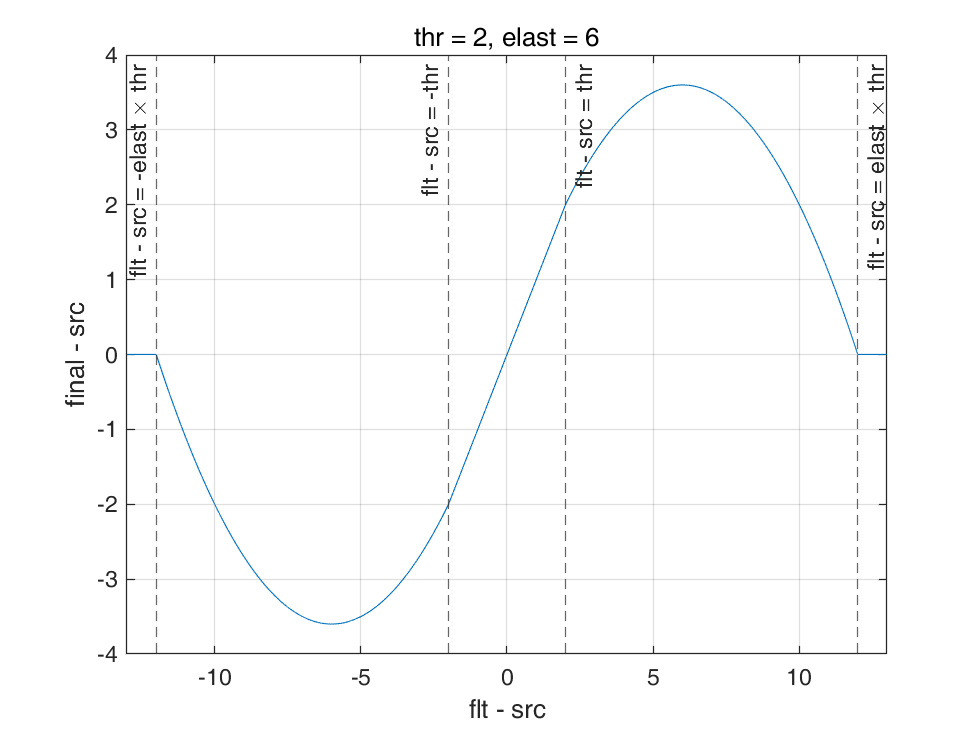 thr = 2, elast = 6
flt - src = -elast × thr
flt - src = -thr
flt - src = thr
flt - src = elast × thr
4
3
2
1
0
-1
-2
-3
-4
final - src
-10
-5
0
5
10
flt - src